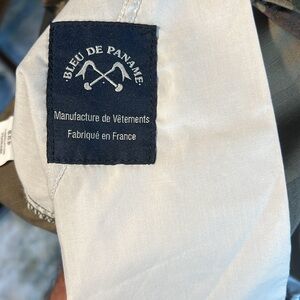 BLEU DE PANAME
Manufacture de Vêtements
Fabriqué en France